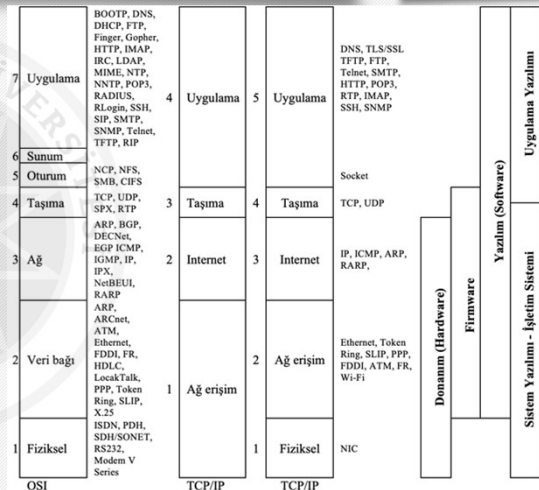 7 Uygulama
BOOTP, DNS,
DHCP, FTP,
Finger, Gopher,
HTTP, IMAP,
IRC, LDAP,
MIME, NTP,
NNTP, POP3,
RADIUS,
RLogin, SSH,
SIP, SMTP,
SNMP, Telnet,
TFTP, RIP
6 Sunum
5 Oturum
NCP, NFS,
SMB, CIFS
4 Taşıma
TCP, UDP,
SPX, RTP
3 Ağ
ARP, BGP,
DECNet,
EGP ICMP,
IGMP, IP,
IPX,
NetBEUI,
RARP
2 Veri bağı
ARP,
ARCnet,
ATM,
Ethernet,
FDDI, FR,
HDLC,
LocakTalk,
PPP, Token
Ring, SLIP,
X.25
1 Fiziksel
ISDN, PDH,
SDH/SONET,
RS232,
Modem V
Series
OSI
4 Uygulama
3 Taşıma
2 Internet
1 Ağ erişim
TCP/IP
5 Uygulama
DNS, TLS/SSL
TFTP, FTP,
Telnet, SMTP,
HTTP, POP3,
RTP, IMAP,
SSH, SNMP
Socket
4 Taşıma
TCP, UDP
3 Internet
IP, ICMP, ARP,
RARP,
2 Ağ erişim
Ethernet, Token
Ring, SLIP, PPP,
FDDI, ATM, FR,
Wi-Fi
1 Fiziksel
NIC
TCP/IP
Donanım (Hardware)
Firmware
Yazılım (Software)
Uygulama Yazılımı
Sistem Yazılımı - İşletim Sistemi